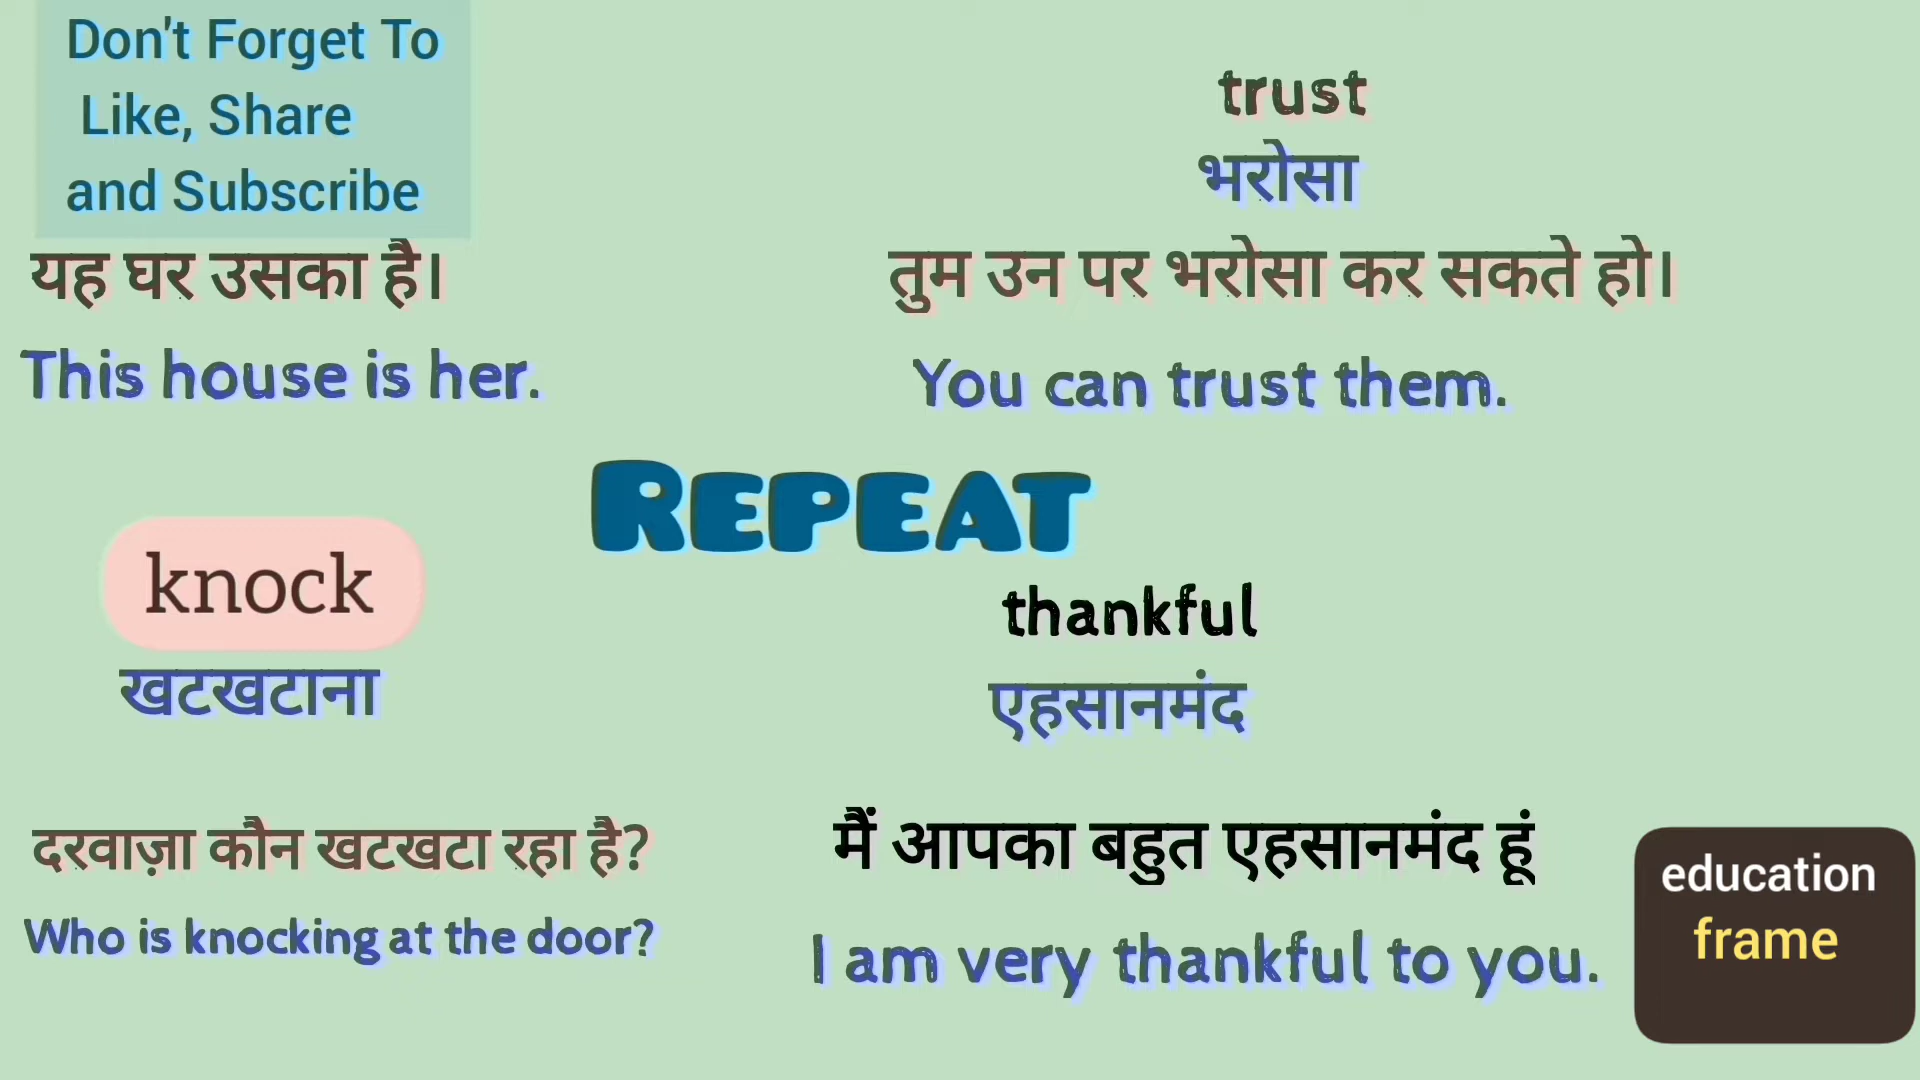 Don't Forget To
Like, Share
and Subscribe
यह घर उसका है।
This house is her.
trust
भरोसा
तुम उन पर भरोसा कर सकते हो।
You can trust them.
REPEAT
knock
खटखटाना
दरवाज़ा कौन खटखटा रहा है?
Who is knocking at the door?
thankful
एहसानमंद
मैं आपका बहुत एहसानमंद हूं
I am very thankful to you.
education
frame